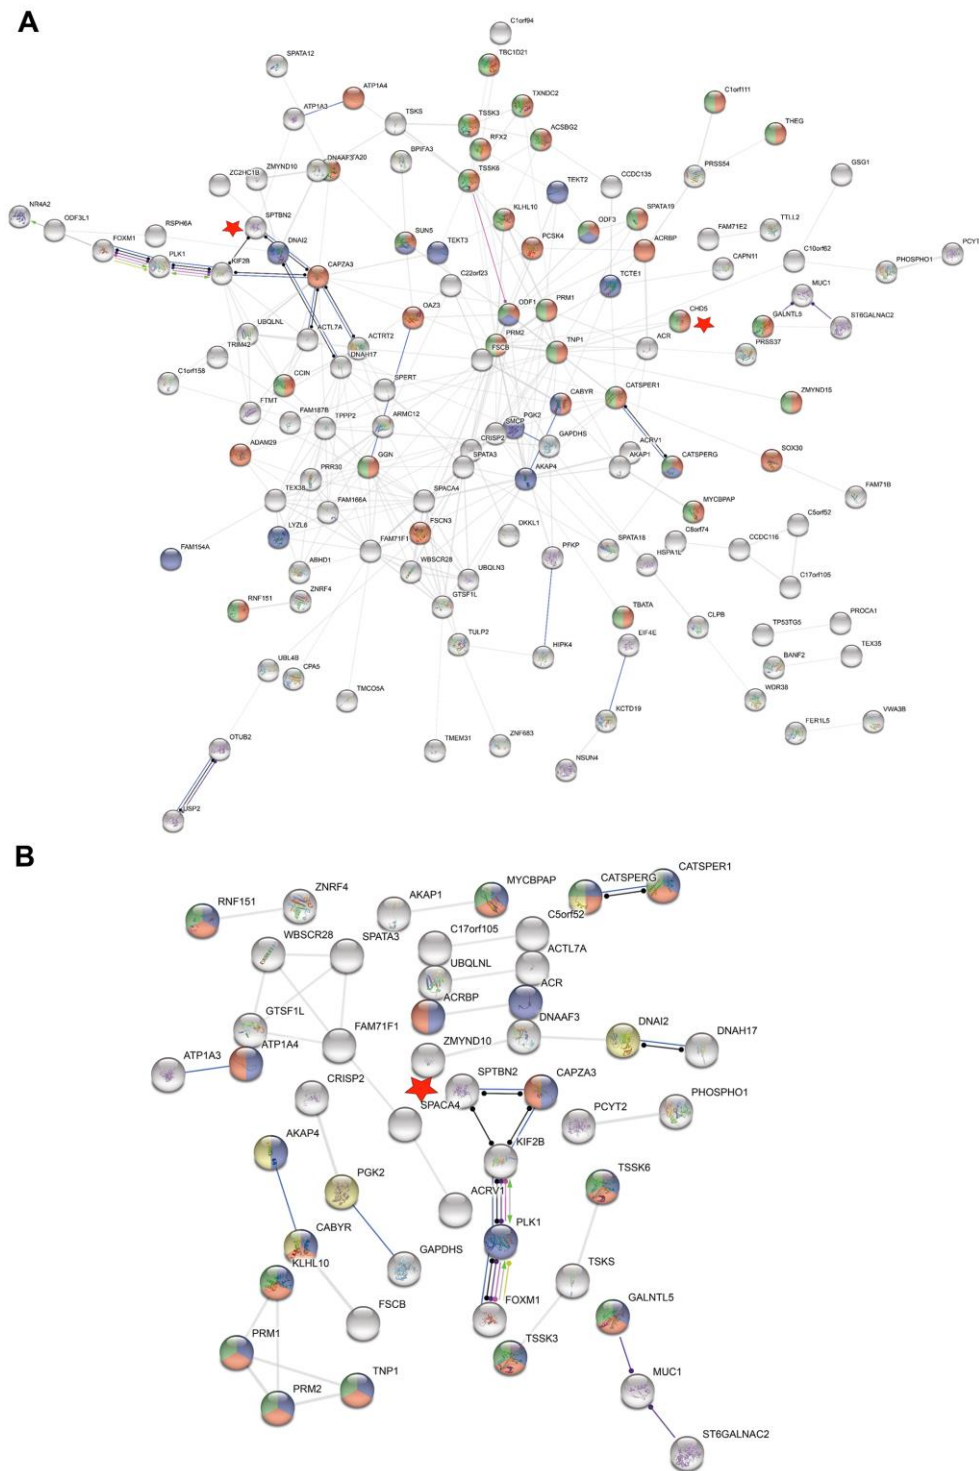 A
C1orf94
SPATA12
TBC1D21
ATP1A4
TXNDC2
C1orf111
ATP1A3
TSKS
TSSK3
THEG
ACSBG2
RFX2
DNAAF3
TA20
BPIFA3
ZMYND10
ZC2HC1B
PRSS54
GSG1
TSSK6
CCDC135
TEKT2
NR4A2
ODF3L1
SPTBN2
KLHL10
SPATA19
TTLL2
RSPH6A
ODF3
FAM71E2
FOXM1
DNAI2
SUN5
TEKT3
PCSK4
ACRBP
C10orf62
PCYT
PLK1
KIF2B
CAPZA3
C22orf23
TCTE1
CAPN11
PHOSPHO1
MUC1
OAZ3
ODF1
PRM1
CHD5
GALNTL5
ST6GALNAC2
UBQLNL
ACTL7A
ACTRT2
PRM2
TNP1
ACR
PRSS37
TRIM42
DNAH17
FSCB
C1orf158
CCIN
SPERT
CABYR
CATSPER1
ZMYND15
FTMT
FAM187B
TPPP2
ARMC12
SMCP
PGK2
GAPDHS
CRISP2
ADAM29
GGN
SPATA3
AKAP4
ACRV1
AKAP1
CATSPERG
SOX30
PRR30
TEX38
SPACA4
FAM71B
FAM166A
MYCBPAP
LYZL6
FSCN3
DKKL1
C5orf52
FAM154A
FAM71F1
PFKP
SPATA18
C8orf74
HSPA1L
CCDC116
ABHD1
WBSCR28
UBQLN3
C17orf105
RNF151
ZNRF4
GTSF1L
TBATA
CLPB
TP53TG5
PROCA1
TULP2
HIPK4
EIF4E
BANF2
TEX35
UBL4B
CPA5
WDR38
TMCO5A
KCTD19
FER1L5
VWA3B
OTUB2
TMEM31
ZNF683
NSUN4
USP2
B
CATSPERG
CATSPER1
MYCBPAP
ZNRF4
AKAP1
RNF151
C5orf52
WBSCR28
SPATA3
C17orf105
ACTL7A
UBQLNL
ACR
ACRBP
GTSF1L
DNAAF3
DNAI2
FAM71F1
DNAH17
ZMYND10
ATP1A3
ATP1A4
SPTBN2
CAPZA3
CRISP2
SPACA4
PCYT2
PHOSPHO1
KIF2B
AKAP4
TSSK6
PGK2
ACRV1
CABYR
PLK1
GAPDHS
KLHL10
TSKS
FSCB
FOXM1
GALNTL5
TSSK3
PRM1
TNP1
MUC1
PRM2
ST6GALNAC2